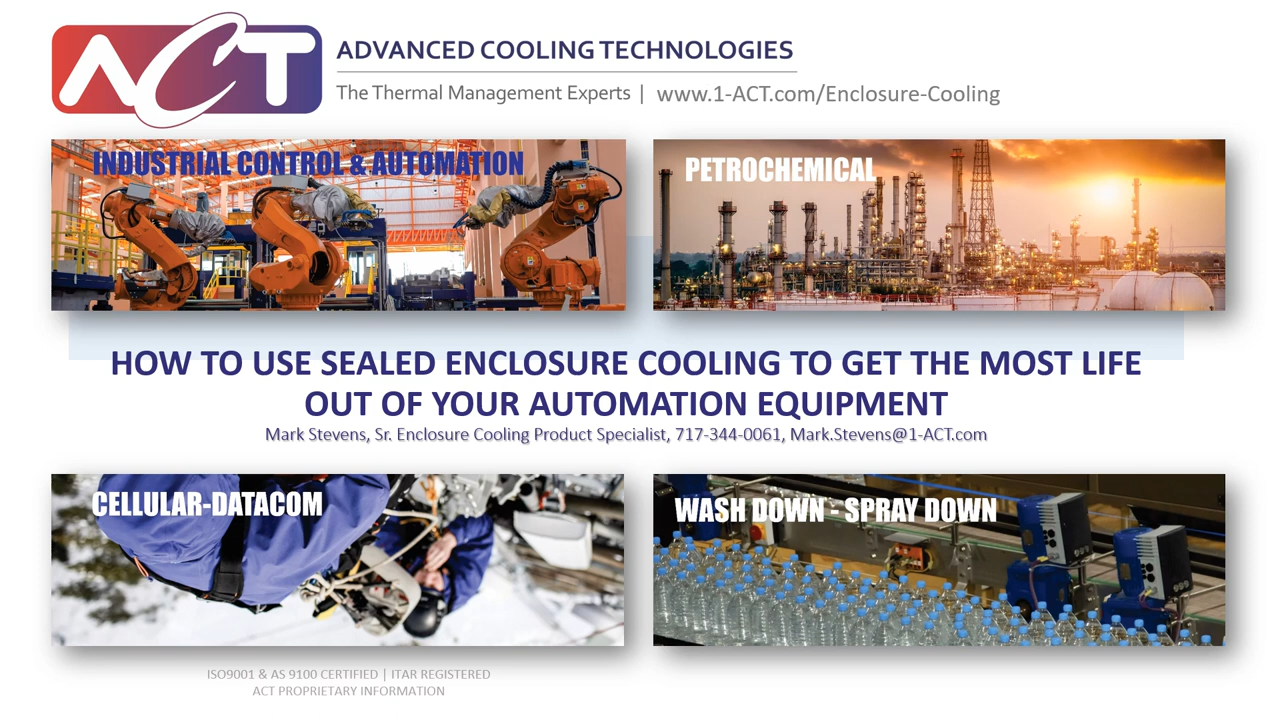 ACT
ADVANCED COOLING TECHNOLOGIES
The Thermal Management Experts | www.1-ACT.com/Enclosure-Cooling
INDUSTRIAL CONTROL & AUTOMATION
PETROCHEMICAL
HOW TO USE SEALED ENCLOSURE COOLING TO GET THE MOST LIFE
OUT OF YOUR AUTOMATION EQUIPMENT
Mark Stevens, Sr. Enclosure Cooling Product Specialist, 717-344-0061, Mark.Stevens@1-ACT.com
CELLULAR-DATACOM
WASH DOWN - SPRAY DOWN
ISO9001 & AS 9100 CERTIFIED | ITAR REGISTERED
ACT PROPRIETARY INFORMATION